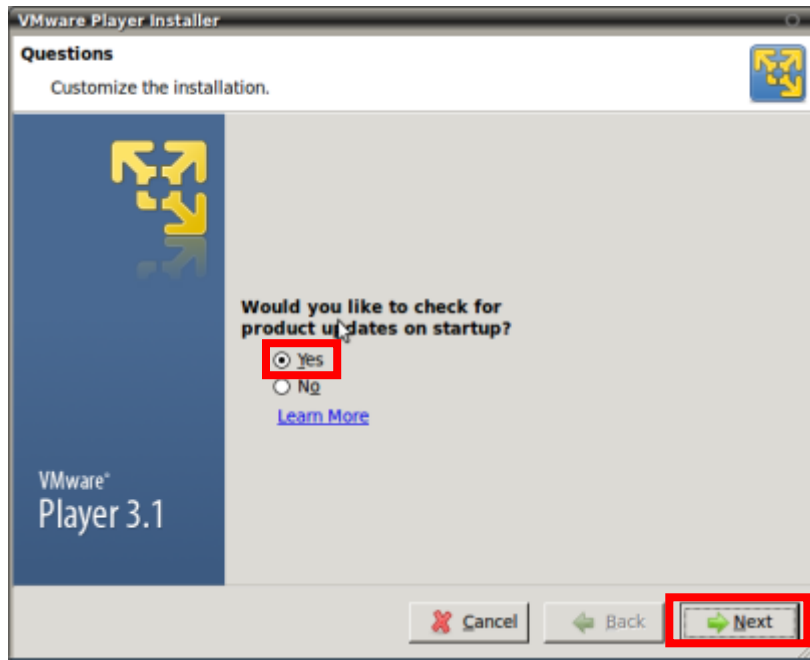 VMware Player Installer
Questions
Customize the installation.
Would you like to check for
product updates on startup?
Yes
No
Learn More
VMware®
Player 3.1
Cancel
Back
Next